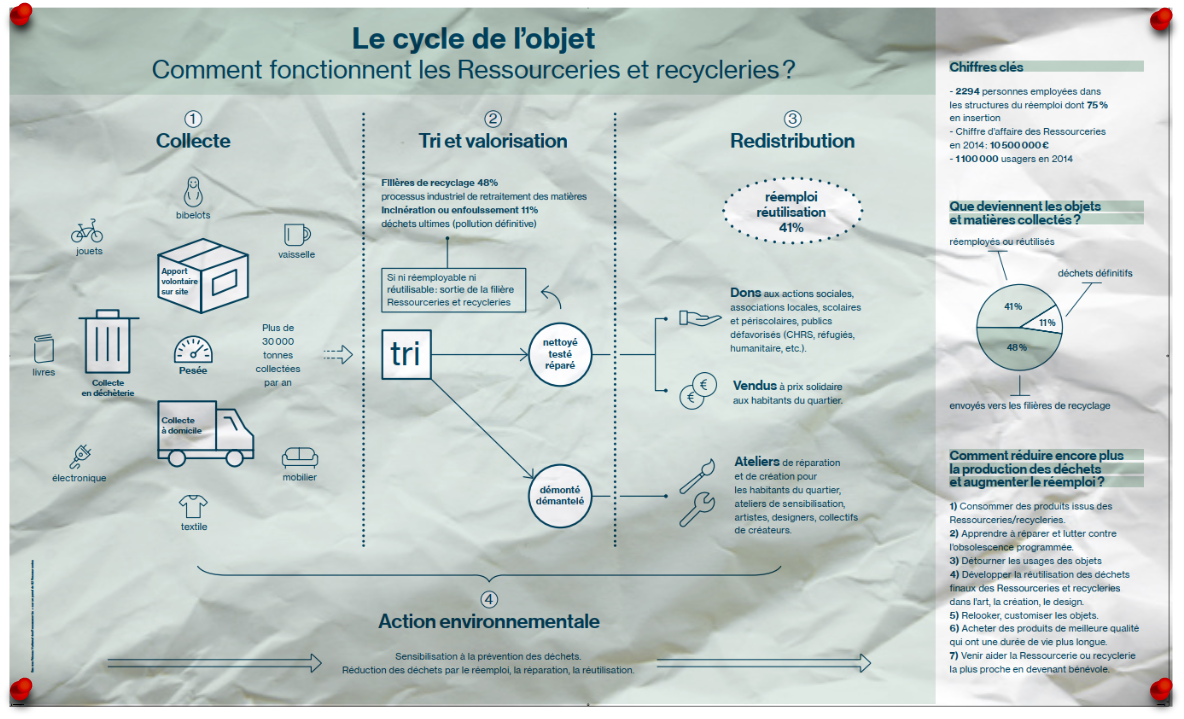 Le cycle de l'objet
Comment fonctionnent les Ressourceries et recycleries ?
1
Collecte
bibelots
jouets
vaisselle
Apport
volontaire
sur site
livres
Collecte
en déchèterie
Pesée
Plus de
30 000
tonnes
collectées
par an
Collecte
à domicile
électronique
mobilier
textile
2
Tri et valorisation
Filières de recyclage 48%
processus industriel de retraitement des matières
Incinération ou enfouissement 11%
déchets ultimes (pollution définitive)
Si ni réemployable ni
réutilisable : sortie de la filière
Ressourceries et recycleries
tri
nettoyé
testé
réparé
démonté
démantelé
3
Redistribution
réemploi
réutilisation
41%
Dons aux actions sociales,
associations locales, scolaires
et périscolaires, publics
défavorisés (CHRS, réfugiés,
humanitaire, etc.).
€
€
Vendus à prix solidaire
aux habitants du quartier.
Ateliers de réparation
et de création pour
les habitants du quartier,
ateliers de sensibilisation,
artistes, designers, collectifs
de créateurs.
4
Action environnementale
Sensibilisation à la prévention des déchets.
Réduction des déchets par le réemploi, la réparation, la réutilisation.
Chiffres clés
- 2294 personnes employées dans
les structures du réemploi dont 75 %
en insertion
- Chiffre d'affaire des Ressourceries
en 2014 : 10 500 000 €
- 1 100 000 usagers en 2014
Que deviennent les objets
et matières collectés ?
réemployés ou réutilisés
déchets définitifs
41%
11%
48%
envoyés vers les filières de recyclage
Comment réduire encore plus
la production des déchets
et augmenter le réemploi ?
1) Consommer des produits issus des
Ressourceries/recycleries.
2) Apprendre à réparer et lutter contre
l'obsolescence programmée.
3) Détourner les usages des objets
4) Développer la réutilisation des déchets
finaux des Ressourceries et recycleries
dans l'art, la création, le design.
5) Relooker, customiser les objets.
6) Acheter des produits de meilleure qualité
qui ont une durée de vie plus longue.
7) Venir aider la Ressourcerie ou recyclerie
la plus proche en devenant bénévole.